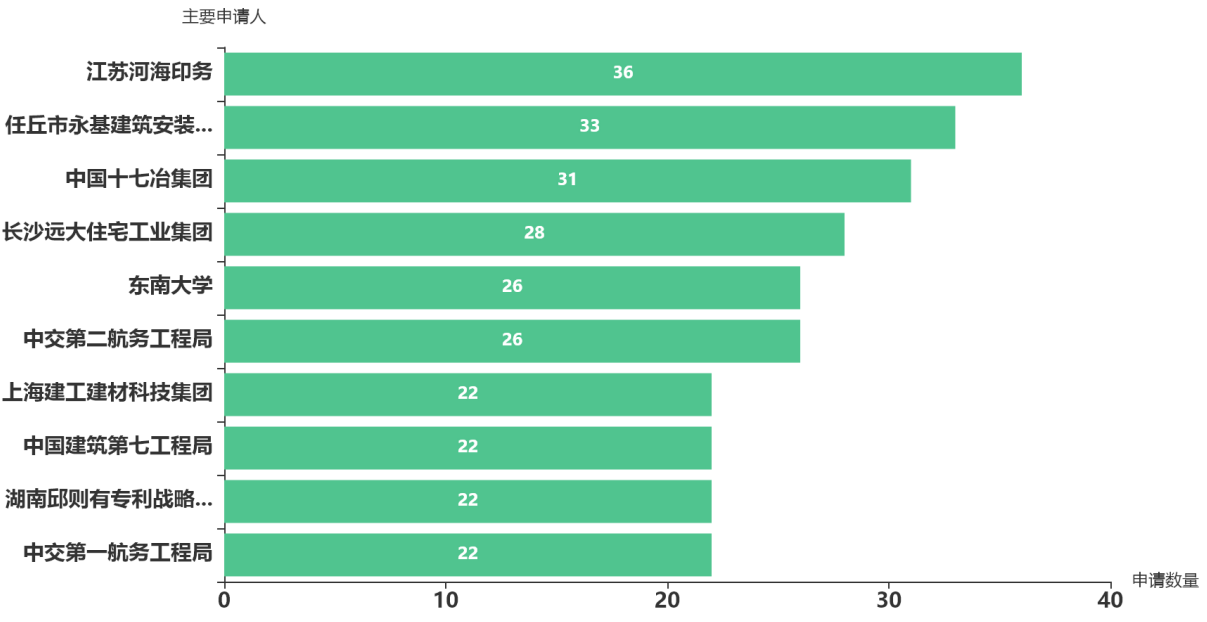 主要申请人
江苏河海印务 36
任丘市永基建筑安装... 33
中国十七冶集团 31
长沙远大住宅工业集团 28
东南大学 26
中交第二航务工程局 26
上海建工建材科技集团 22
中国建筑第七工程局 22
湖南邱则有专利战略... 22
中交第一航务工程局 22
申请数量
0 10 20 30 40